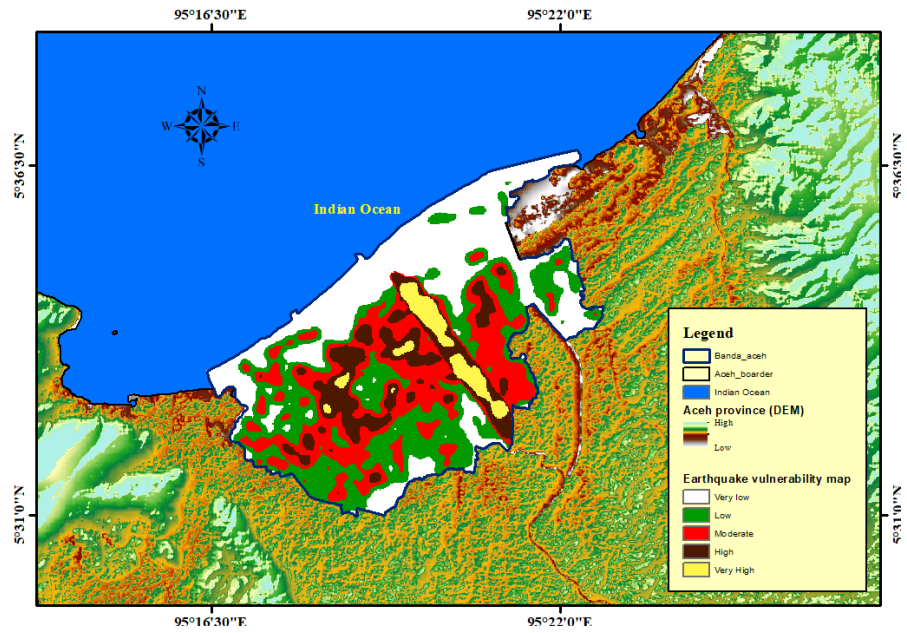 95°16'30"E
95°22'0"E
N
W
E
S
5°36'30"N
5°36'30"N
Indian Ocean
Legend
Banda_aceh
Aceh_boarder
Indian Ocean
Aceh province (DEM)
High
Low
Earthquake vulnerability map
Very low
Low
Moderate
High
Very High
5°31'0"N
5°31'0"N
95°16'30"E
95°22'0"E